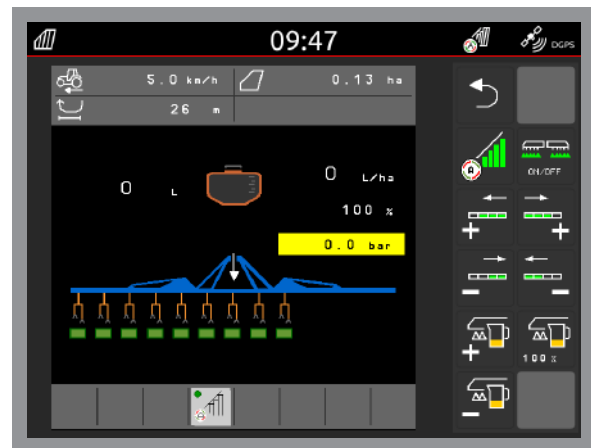 09:47
DGPS
5.0 km/h 0.13 ha
26 m
0 L 0 L/ha
100 %
0.0 bar
A
ON/OFF
+ +
- -
+ 100 %
-